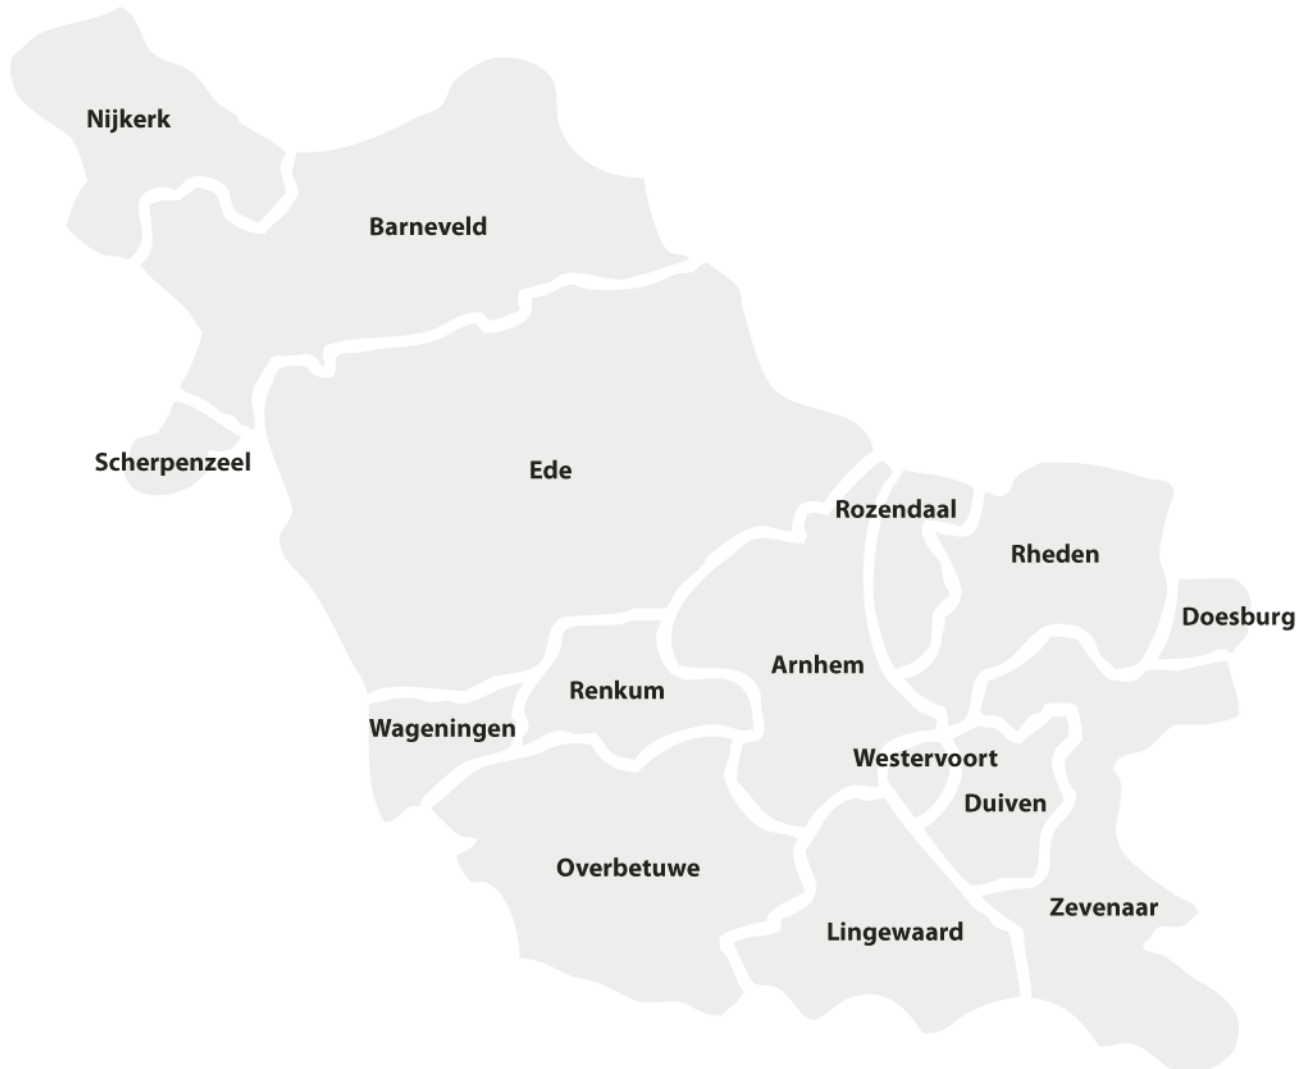 Nijkerk
Barneveld
Scherpenzeel
Ede
Rozendaal
Rheden
Doesburg
Arnhem
Renkum
Wageningen
Westervoort
Duiven
Overbetuwe
Zevenaar
Lingewaard